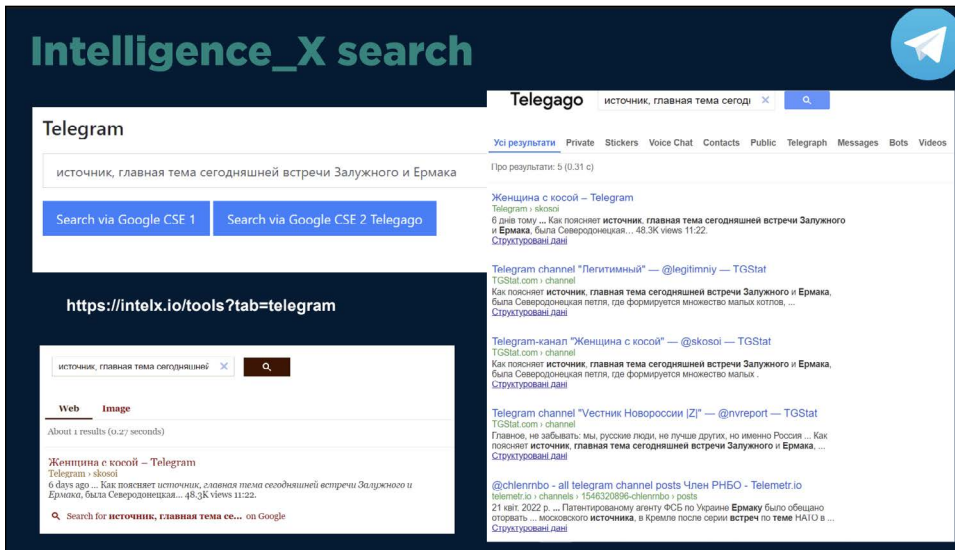 Intelligence_X search
Telegram
источник, главная тема сегодняшней встречи Залужного и Ермака
Search via Google CSE 1
Search via Google CSE 2 Telegago
https://intelx.io/tools?tab=telegram
источник, главная тема сегодняшней
Web Image
About 1 results (0.27 seconds)
Женщина с косой – Telegram
Telegram › skosoi
6 days ago ... Как поясняет источник, главная тема сегодняшней встречи Залужного и
Ермака, была Северодонецкая... 48.3K views 11:22.
Search for источник, главная тема се... on Google
Telegago
источник, главная тема сегодн
Усі результати Private Stickers Voice Chat Contacts Public Telegraph Messages Bots Videos
Про результати: 5 (0.31 с)
Женщина с косой – Telegram
Telegram › skosoi
6 днів тому ... Как поясняет источник, главная тема сегодняшней встречи Залужного
и Ермака, была Северодонецкая... 48.3K views 11:22.
Структуровані дані
Telegram channel "Легитимный" — @legitimniy — TGStat
TGStat.com › channel
Как поясняет источник, главная тема сегодняшней встречи Залужного и Ермака,
была Северодонецкая петля, где формируется множество малых котлов, ...
Структуровані дані
Telegram-канал "Женщина с косой" — @skosoi — TGStat
TGStat.com › channel
Как поясняет источник, главная тема сегодняшней встречи Залужного и Ермака,
была Северодонецкая петля, где формируется множество малых .
Структуровані дані
Telegram channel "Vестник Новороссии |Z|" — @nvreport — TGStat
TGStat.com › channel
Главное, не забывать: мы, русские люди, не лучше других, но именно Россия ... Как
поясняет источник, главная тема сегодняшней встречи Залужного и Ермака, ...
Структуровані дані
@chlenrnbo - all telegram channel posts Член РНБО - Telemetr.io
telemetr.io › channels › 1546320896-chlenrnbo › posts
21 квіт. 2022 р. ... Патентированому агенту ФСБ по Украине Ермаку было обещано
оторвать ... московского источника, в Кремле после серии встреч по теме НАТО в ...
Структуровані дані